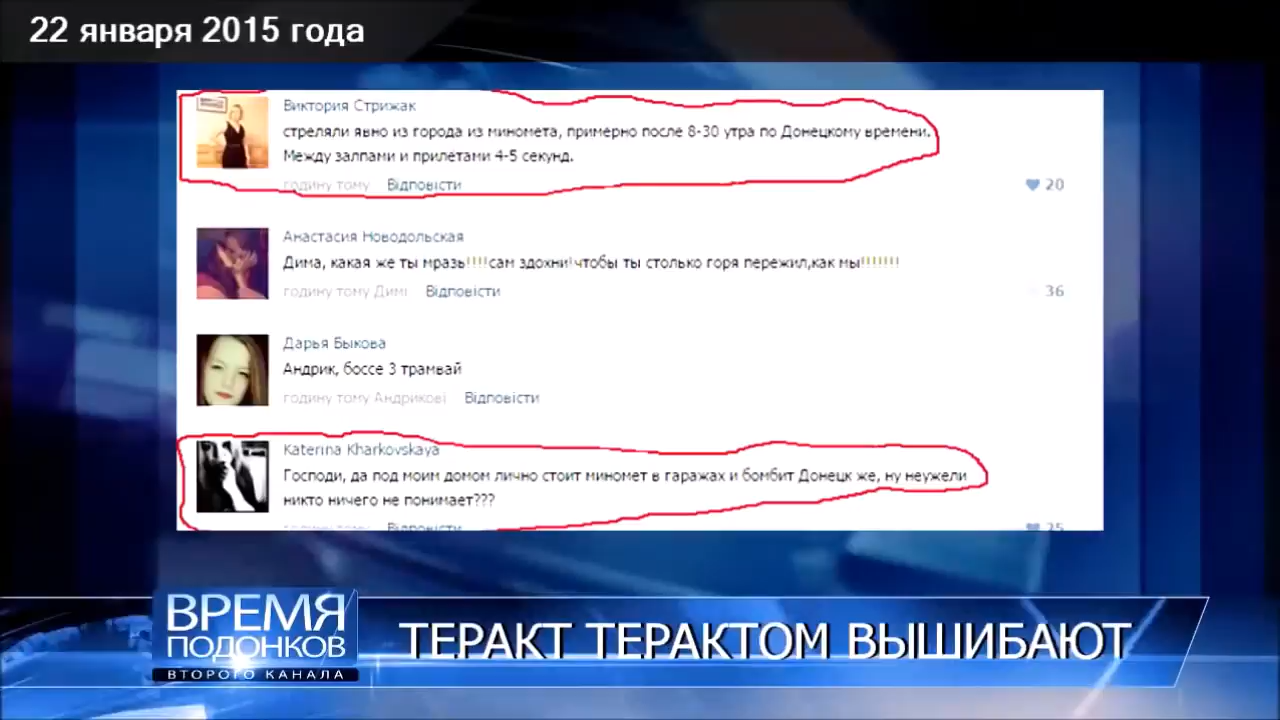 22 января 2015 года
Виктория Стрижак
стреляли явно из города из миномета, примерно после 8-30 утра по Донецкому времени.
Между залпами и прилетами 4-5 секунд.
годину тому Відповісти
20
Анастасия Новодольская
Дима, какая же ты мразь!!!!сам здохни!чтобы ты столько горя пережил,как мы!!!!!!!
годину тому Димі Відповісти
36
Дарья Быкова
Андрик, боссе 3 трамвай
годину тому Андрикові Відповісти
Katerina Kharkovskaya
Господи, да под моим домом лично стоит миномет в гаражах и бомбит Донецк же, ну неужели
никто ничего не понимает???
годину тому Відповісти
25
ВРЕМЯ
ПОДОНКОВ
ВТОРОГО КАНАЛА
ТЕРАКТ ТЕРАКТОМ ВЫШИБАЮТ